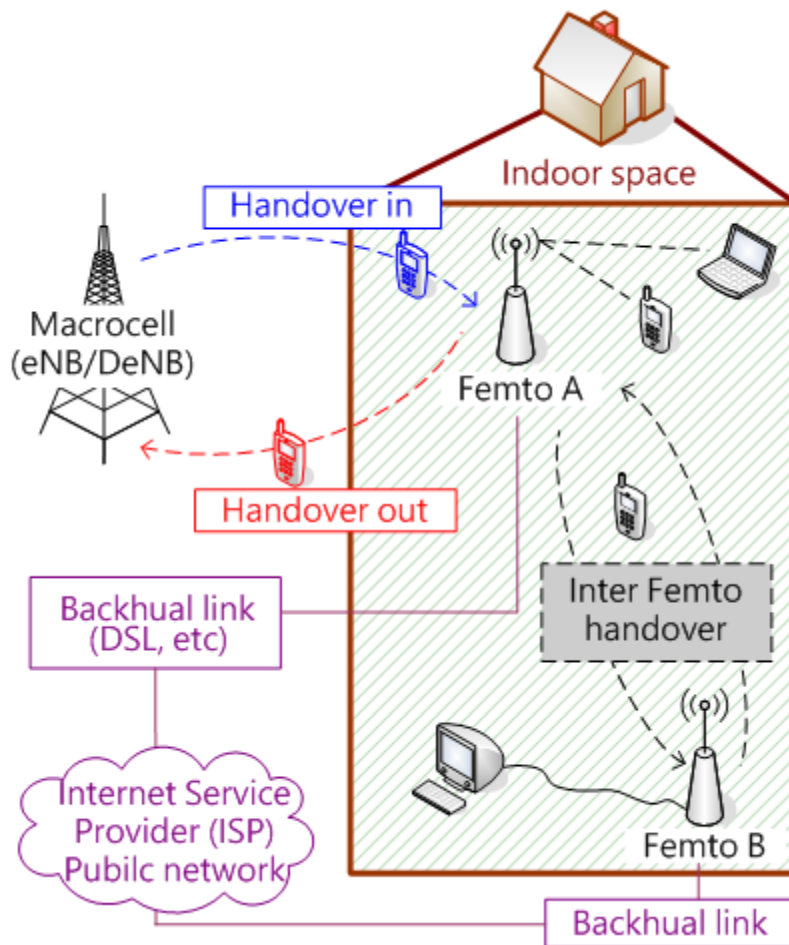 Indoor space
Handover in
Macrocell
(eNB/DeNB)
Femto A
Handover out
Backhual link
(DSL, etc)
Inter Femto
handover
Internet Service
Provider (ISP)
Pubilc network
Femto B
Backhual link